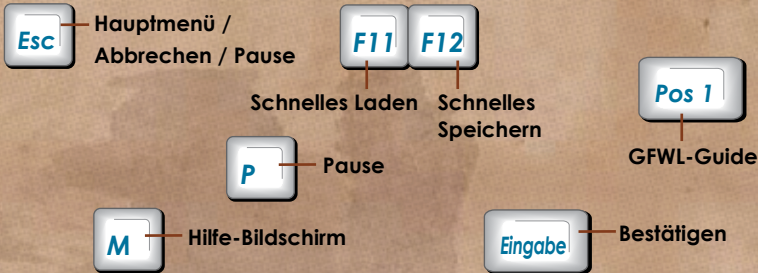 Esc
Hauptmenü /
Abbrechen / Pause
F11
F12
Schnelles Laden
Schnelles
Speichern
Pos 1
GFWL-Guide
P
Pause
M
Hilfe-Bildschirm
Eingabe
Bestätigen